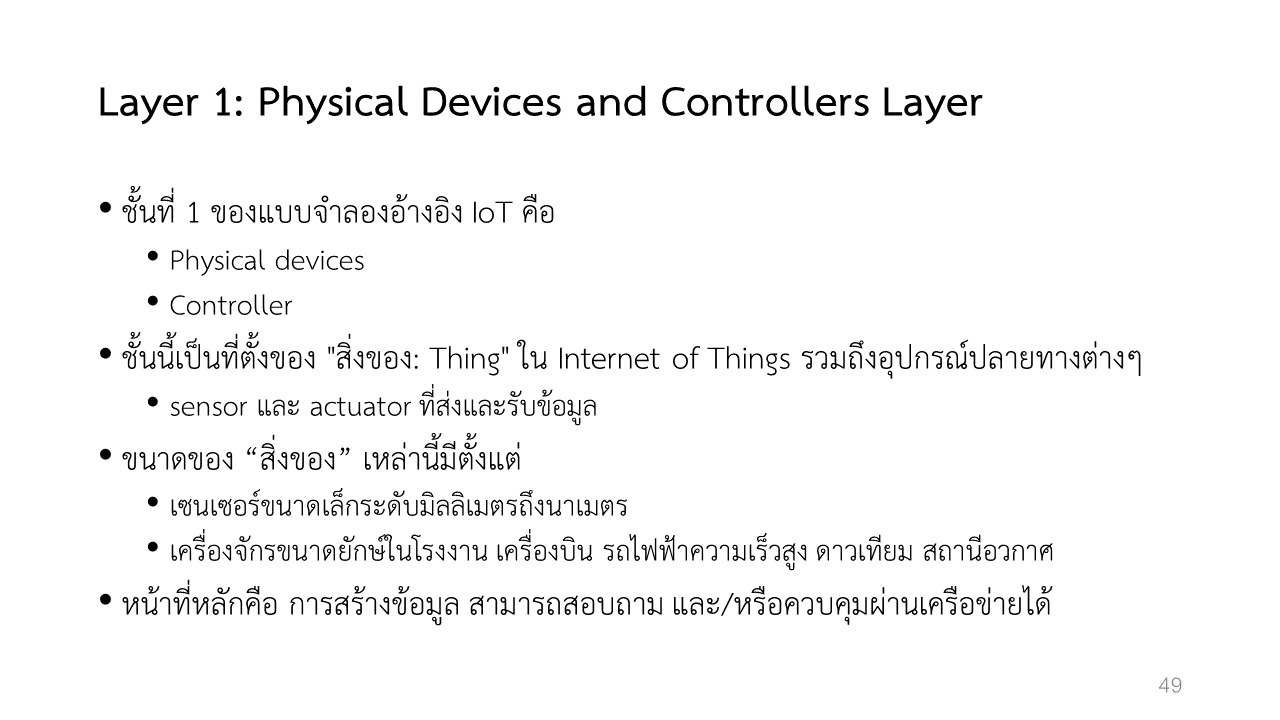 Layer 1: Physical Devices and Controllers Layer
• ชั้นที่ 1 ของแบบจำลองอ้างอิง IoT คือ
• Physical devices
• Controller
• ชั้นนี้เป็นที่ตั้งของ "สิ่งของ: Thing" ใน Internet of Things รวมถึงอุปกรณ์ปลายทางต่างๆ
• sensor และ actuator ที่ส่งและรับข้อมูล
• ขนาดของ “สิ่งของ” เหล่านี้มีตั้งแต่
• เซนเซอร์ขนาดเล็กระดับมิลลิเมตรถึงนาเมตร
• เครื่องจักรขนาดยักษ์ในโรงงาน เครื่องบิน รถไฟฟ้าความเร็วสูง ดาวเทียม สถานีอวกาศ
• หน้าที่หลักคือ การสร้างข้อมูล สามารถสอบถาม และ/หรือควบคุมผ่านเครือข่ายได้
49